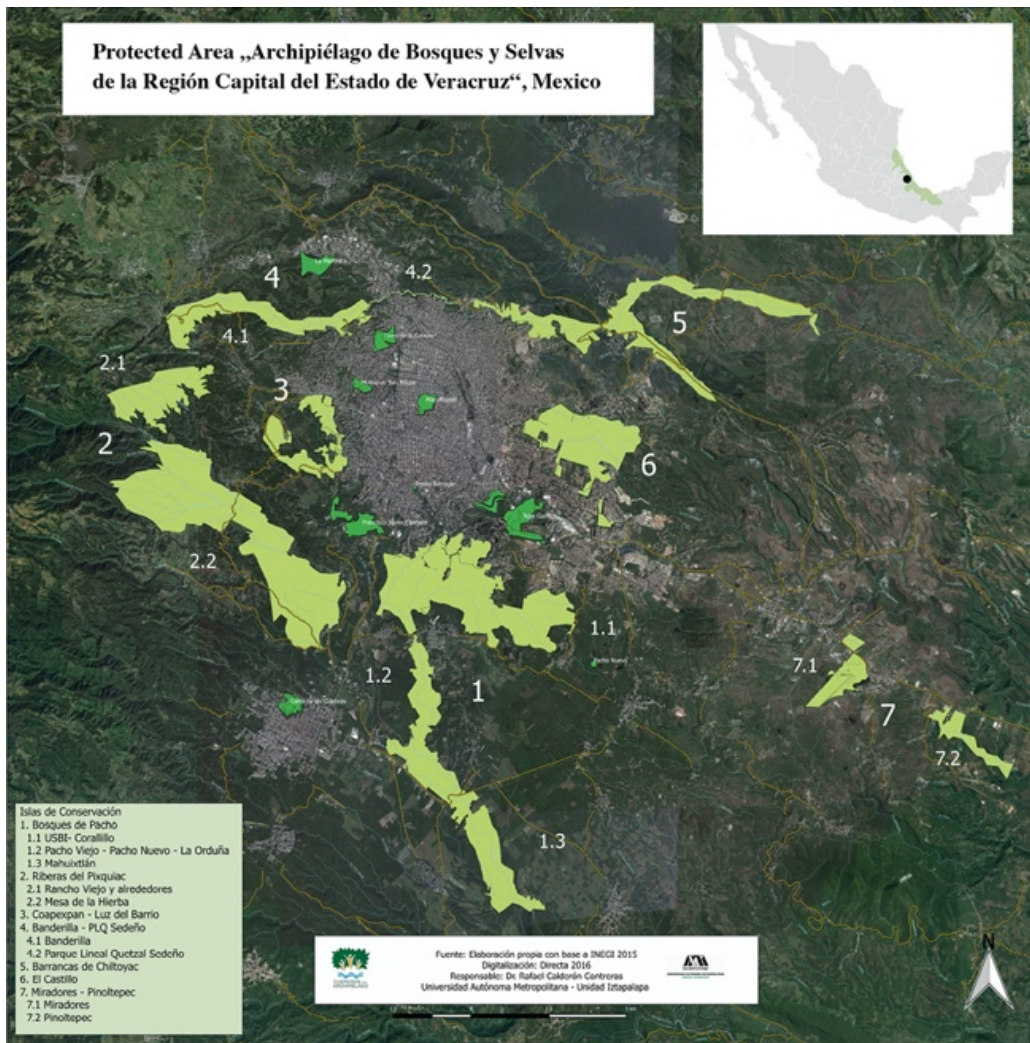 Protected Area „Archipiélago de Bosques y Selvas
de la Región Capital del Estado de Veracruz“, Mexico
4
4.2
4.1
5
2.1
3
2
6
2.2
1.1
1.2
1
7.1
7
7.2
1.3
Islas de Conservación
1. Bosques de Pacho
1.1 USBI- Corallillo
1.2 Pacho Viejo - Pacho Nuevo - La Orduña
1.3 Mahuixtlán
2. Riberas del Pixquiac
2.1 Rancho Viejo y alrededores
2.2 Mesa de la Hierba
3. Coapexpan - Luz del Barrio
4. Banderilla - PLQ Sedeño
4.1 Banderilla
4.2 Parque Lineal Quetzal Sedeño
5. Barrancas de Chiltoyac
6. El Castillo
7. Miradores - Pinoltepec
7.1 Miradores
7.2 Pinoltepec
Fuente: Elaboración propia con base a INEGI 2015
Digitalización: Directa 2016
Responsable: Dr. Rafael Calderón Contreras
Universidad Autónoma Metropolitana - Unidad Iztapalapa
N